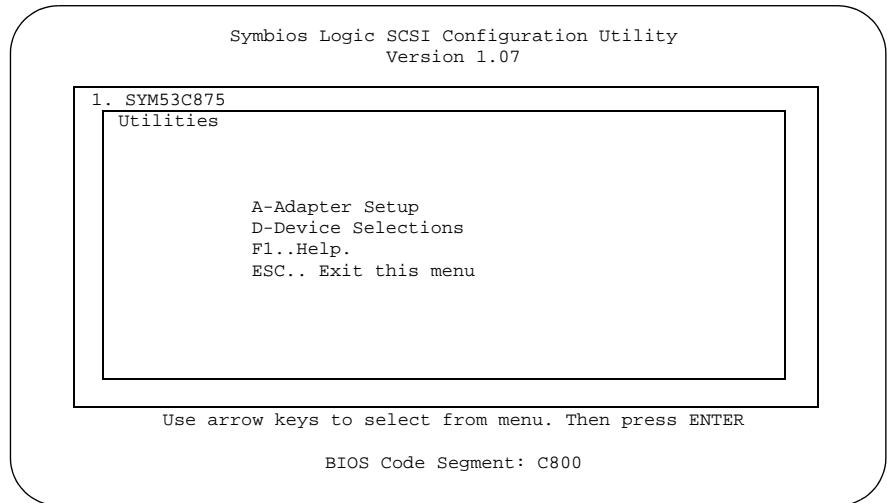 Symbios Logic SCSI Configuration Utility
Version 1.07
1. SYM53C875
Utilities
A-Adapter Setup
D-Device Selections
F1..Help.
ESC.. Exit this menu
Use arrow keys to select from menu. Then press ENTER
BIOS Code Segment: C800